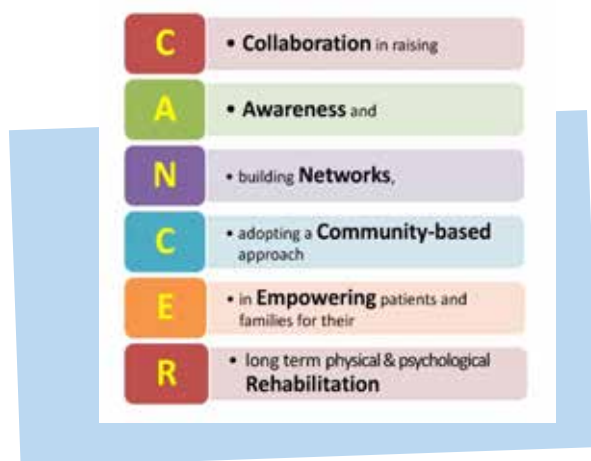 C
• Collaboration in raising
A
• Awareness and
N
• building Networks,
C
• adopting a Community-based
approach
E
• in Empowering patients and
families for their
R
• long term physical & psychological
Rehabilitation